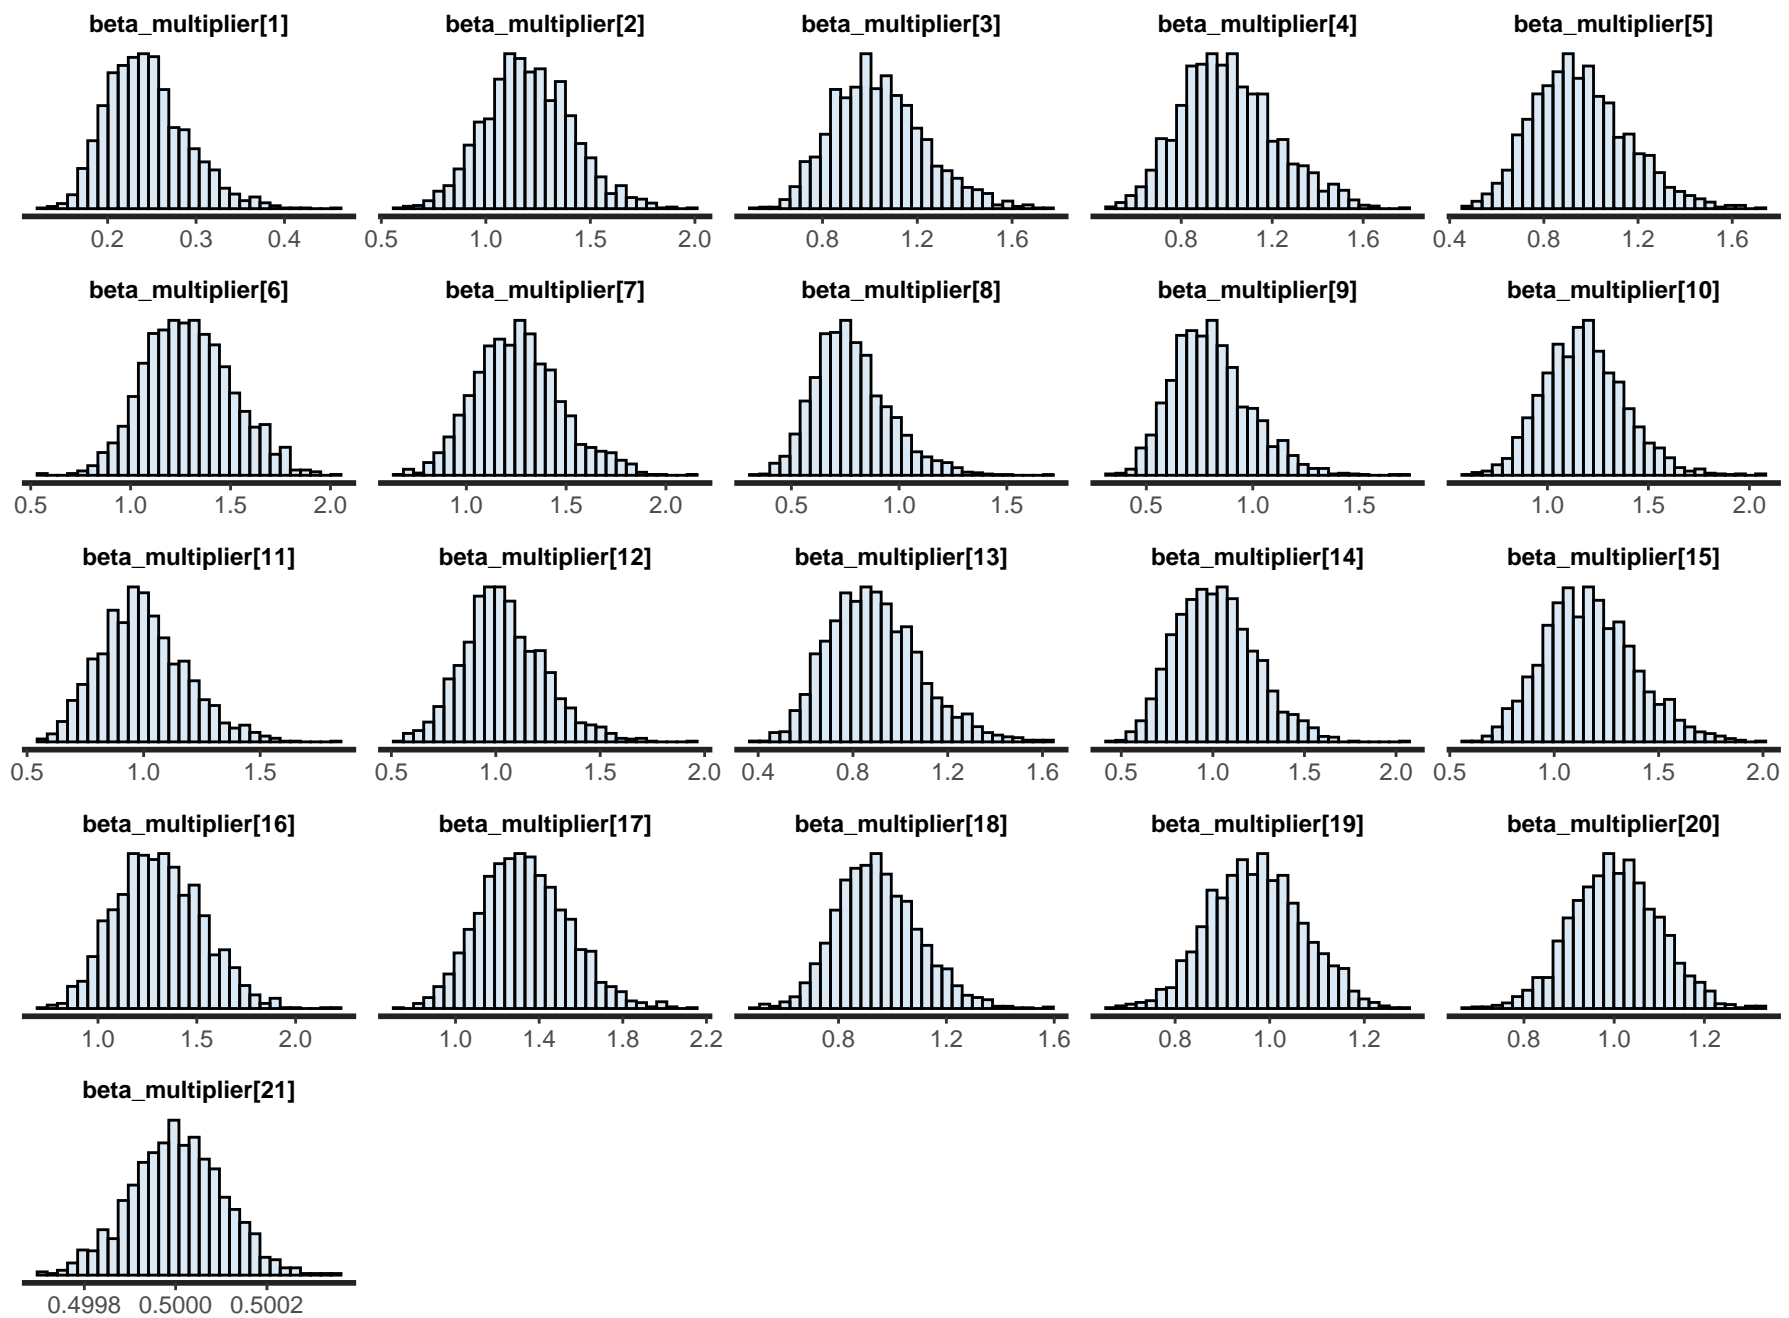 beta_multiplier[1] beta_multiplier[2] beta_multiplier[3] beta_multiplier[4] beta_multiplier[5]
0.2 0.3 0.4 0.5 1.0 1.5 2.0 0.8 1.2 1.6 0.8 1.2 1.6 0.4 0.8 1.2 1.6
beta_multiplier[6] beta_multiplier[7] beta_multiplier[8] beta_multiplier[9] beta_multiplier[10]
0.5 1.0 1.5 2.0 1.0 1.5 2.0 0.5 1.0 1.5 0.5 1.0 1.5 1.0 1.5 2.0
beta_multiplier[11] beta_multiplier[12] beta_multiplier[13] beta_multiplier[14] beta_multiplier[15]
0.5 1.0 1.5 0.5 1.0 1.5 2.0 0.4 0.8 1.2 1.6 0.5 1.0 1.5 2.0 0.5 1.0 1.5 2.0
beta_multiplier[16] beta_multiplier[17] beta_multiplier[18] beta_multiplier[19] beta_multiplier[20]
1.0 1.5 2.0 1.0 1.4 1.8 2.2 0.8 1.2 1.6 0.8 1.0 1.2 0.8 1.0 1.2
beta_multiplier[21]
0.4998 0.5000 0.5002